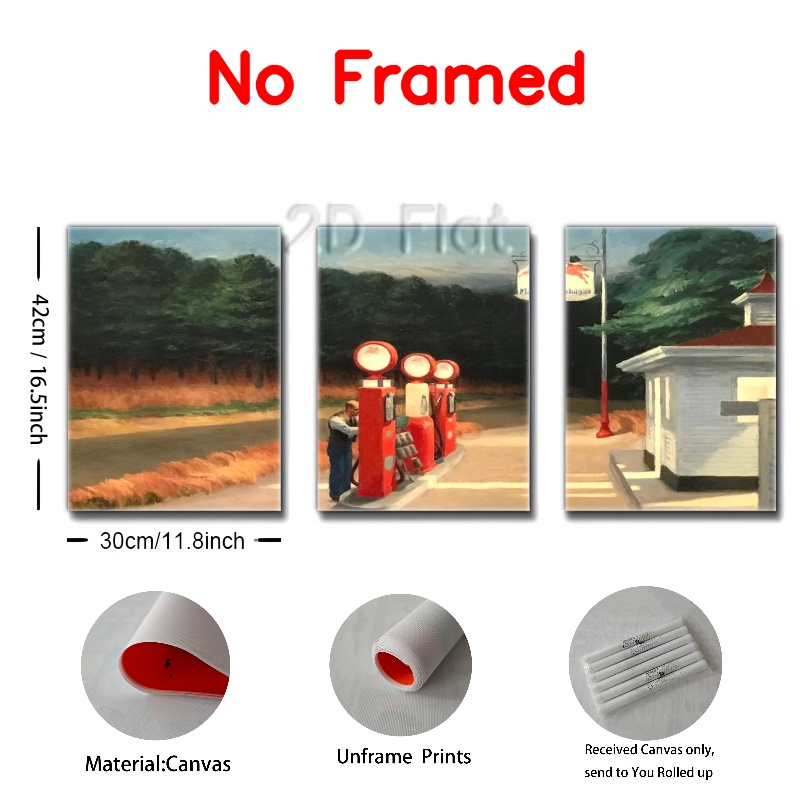 No Framed
2D Flat
42cm / 16.5inch
30cm/11.8inch
Material:Canvas
Unframe Prints
Received Canvas only,
send to You Rolled up